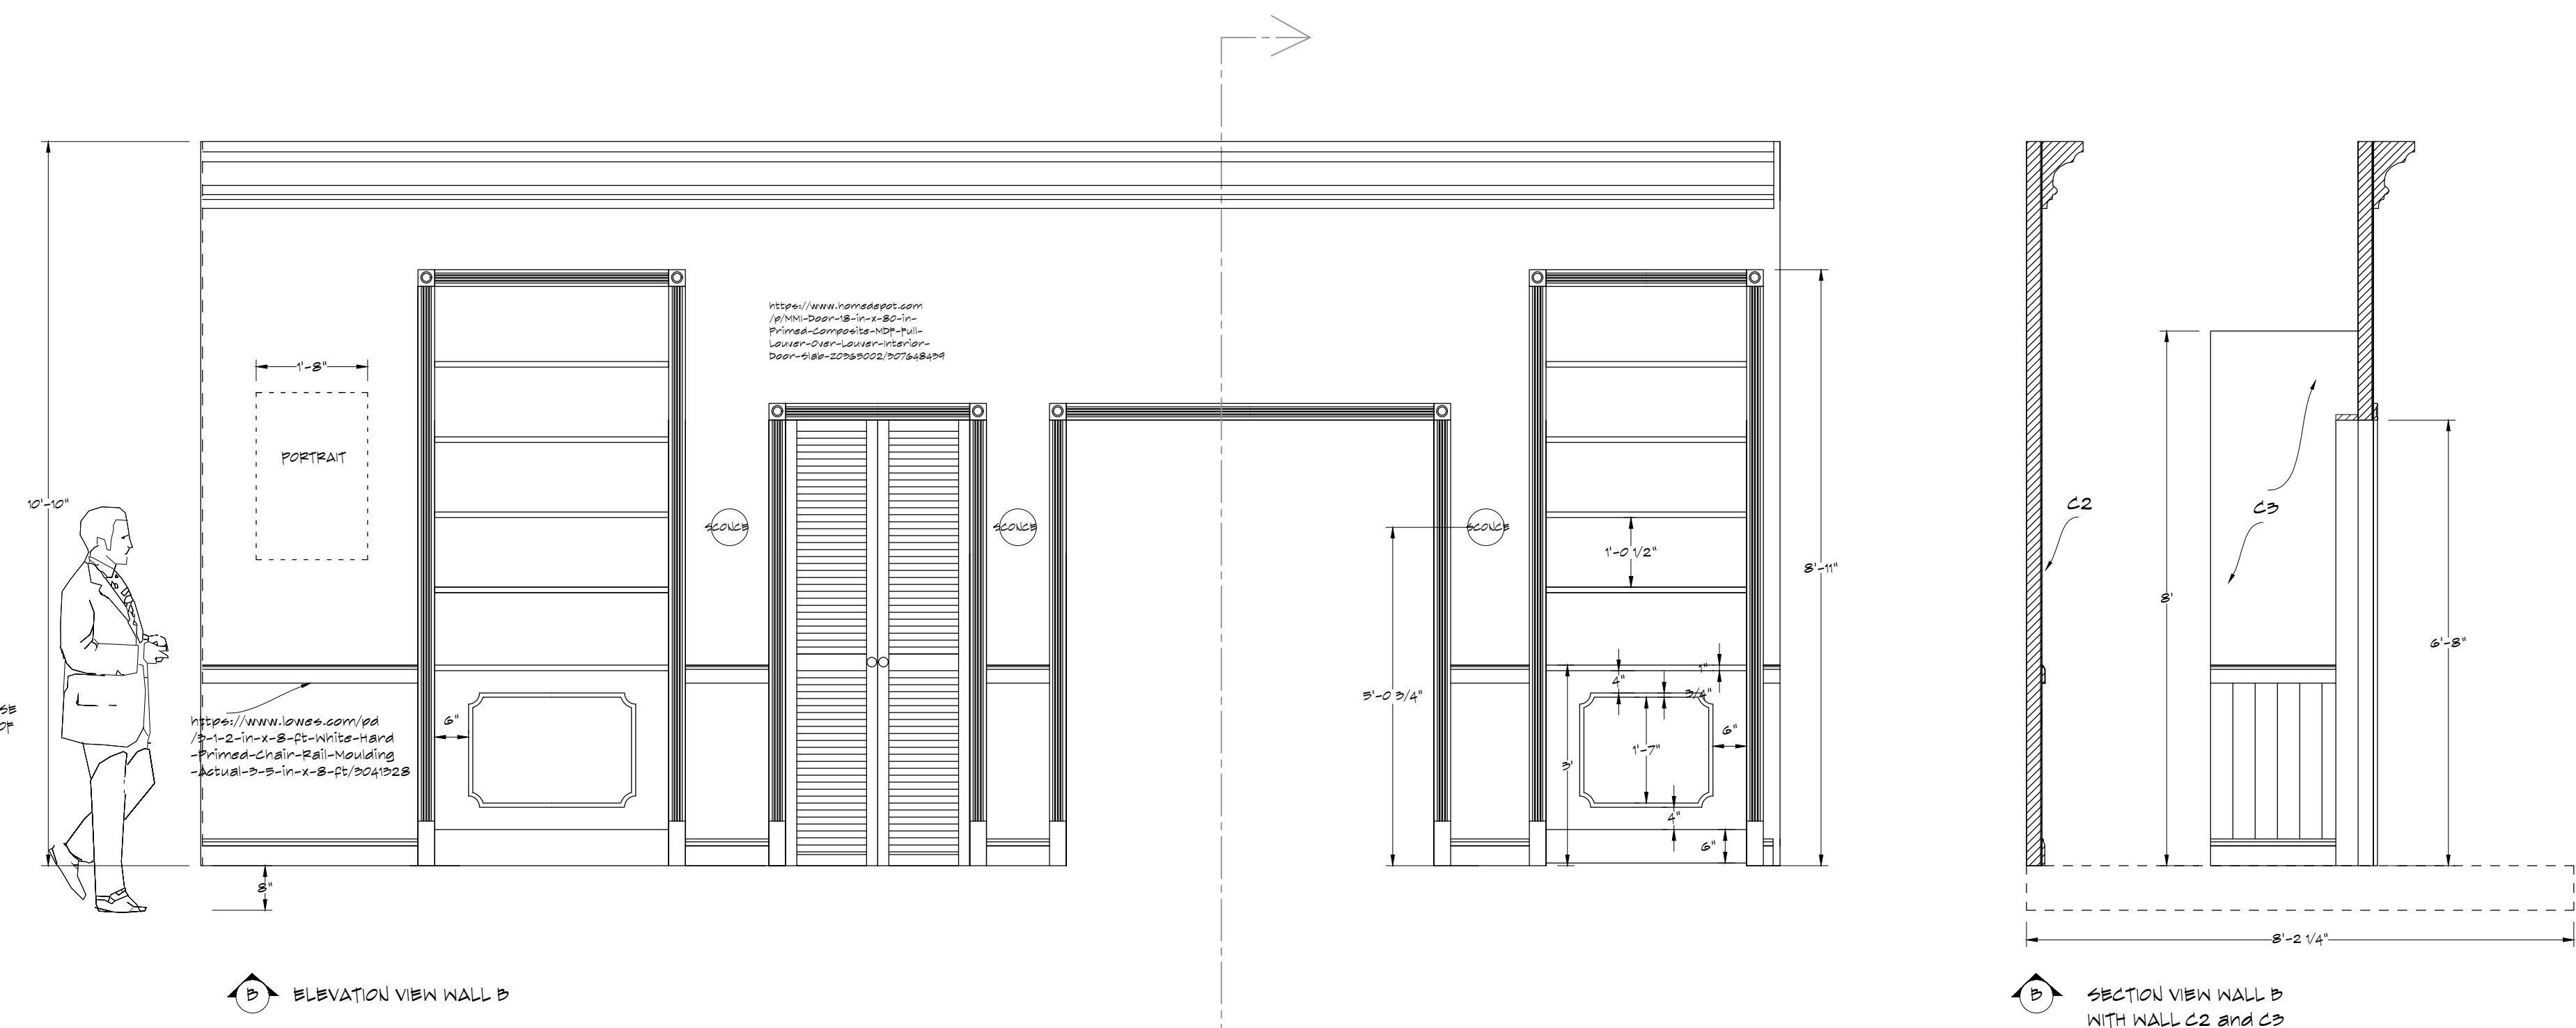 https://www.homedepot.com
/p/MMI-Door-18-in-x-80-in-
Primed-Composite-MDF-Full-
Louver-Over-Louver-Interior-
Door-Slab-Z0365002/307648439
1'-8"
PORTRAIT
10'-10"
SCONCE
SCONCE
SCONCE
C2
C3
1'-0 1/2"
8'-11"
8'
6'-8"
1"
4"
3/4"
5'-0 3/4"
SE
OF
https://www.lowes.com/pd
/3-1-2-in-x-8-ft-White-Hard
-Primed-Chair-Rail-Moulding
-Actual-3-5-in-x-8-ft/3041328
6"
6"
1'-7"
3'
4"
6"
8"
8'-2 1/4"
B
ELEVATION VIEW WALL B
B
SECTION VIEW WALL B
WITH WALL C2 and C3